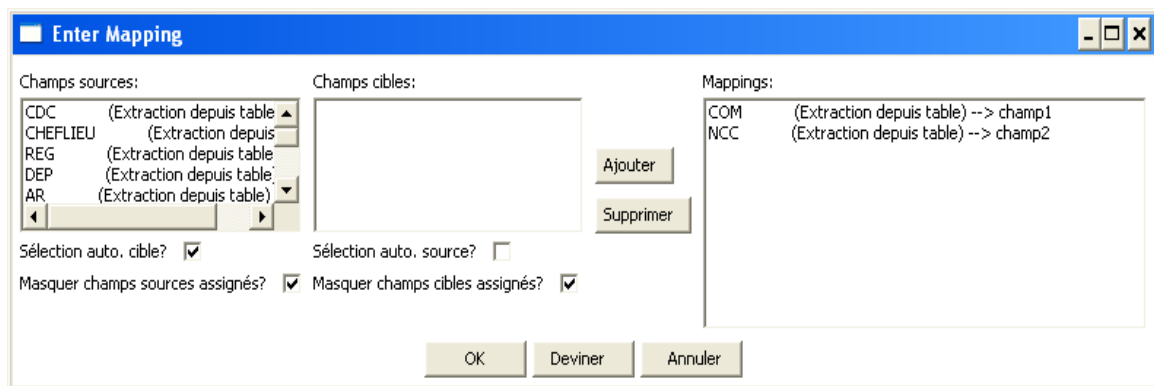 Enter Mapping
Champs sources: Champs cibles: Mappings:
CDC (Extraction depuis table
CHEFLIEU (Extraction depuis
REG (Extraction depuis table
DEP (Extraction depuis table
AR (Extraction depuis table)
COM (Extraction depuis table) --> champ1
NCC (Extraction depuis table) --> champ2
Ajouter
Supprimer
Sélection auto. cible? Sélection auto. source?
Masquer champs sources assignés? Masquer champs cibles assignés?
OK Deviner Annuler